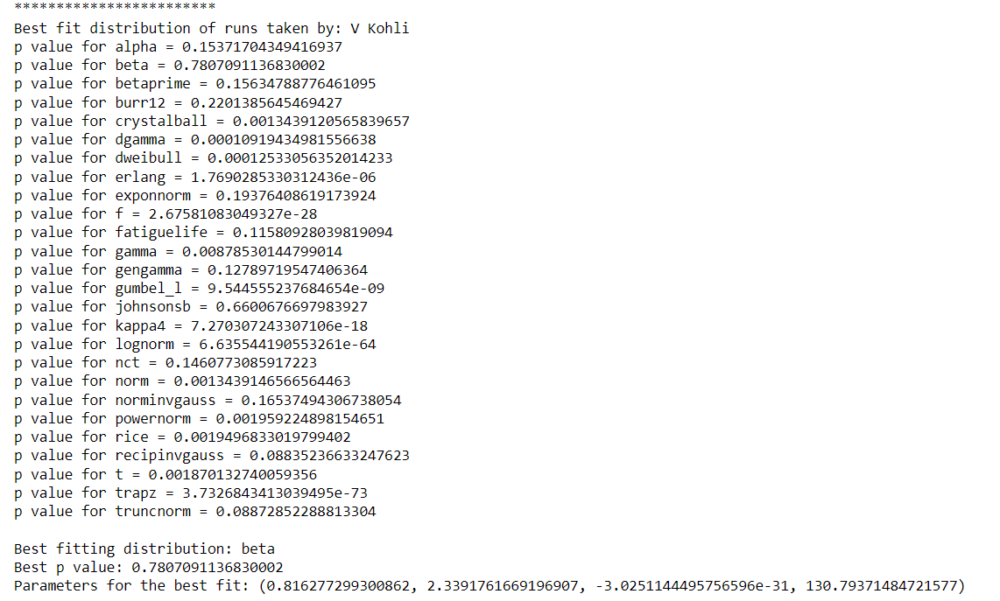 ************************
Best fit distribution of runs taken by: V Kohli
p value for alpha = 0.15371704349416937
p value for beta = 0.7807091136830002
p value for betaprime = 0.15634788776461095
p value for burr12 = 0.2201385645469427
p value for crystalball = 0.0013439120565839657
p value for dgamma = 0.00010919434981556638
p value for dweibull = 0.00012533056352014233
p value for erlang = 1.7690285330312436e-06
p value for exponnorm = 0.19376408619173924
p value for f = 2.67581083049327e-28
p value for fatiguelife = 0.11580928039819094
p value for gamma = 0.00878530144799014
p value for gengamma = 0.12789719547406364
p value for gumbel_l = 9.544555237684654e-09
p value for johnsonsb = 0.6600676697983927
p value for kappa4 = 7.270307243307106e-18
p value for lognorm = 6.635544190553261e-64
p value for nct = 0.1460773085917223
p value for norm = 0.0013439146566564463
p value for norminvgauss = 0.16537494306738054
p value for powernorm = 0.001959224898154651
p value for rice = 0.0019496833019799402
p value for recipinvgauss = 0.08835236633247623
p value for t = 0.001870132740059356
p value for trapz = 3.7326843413039495e-73
p value for truncnorm = 0.08872852288813304
Best fitting distribution: beta
Best p value: 0.7807091136830002
Parameters for the best fit: (0.816277299300862, 2.3391761669196907, -3.0251144495756596e-31, 130.79371484721577)